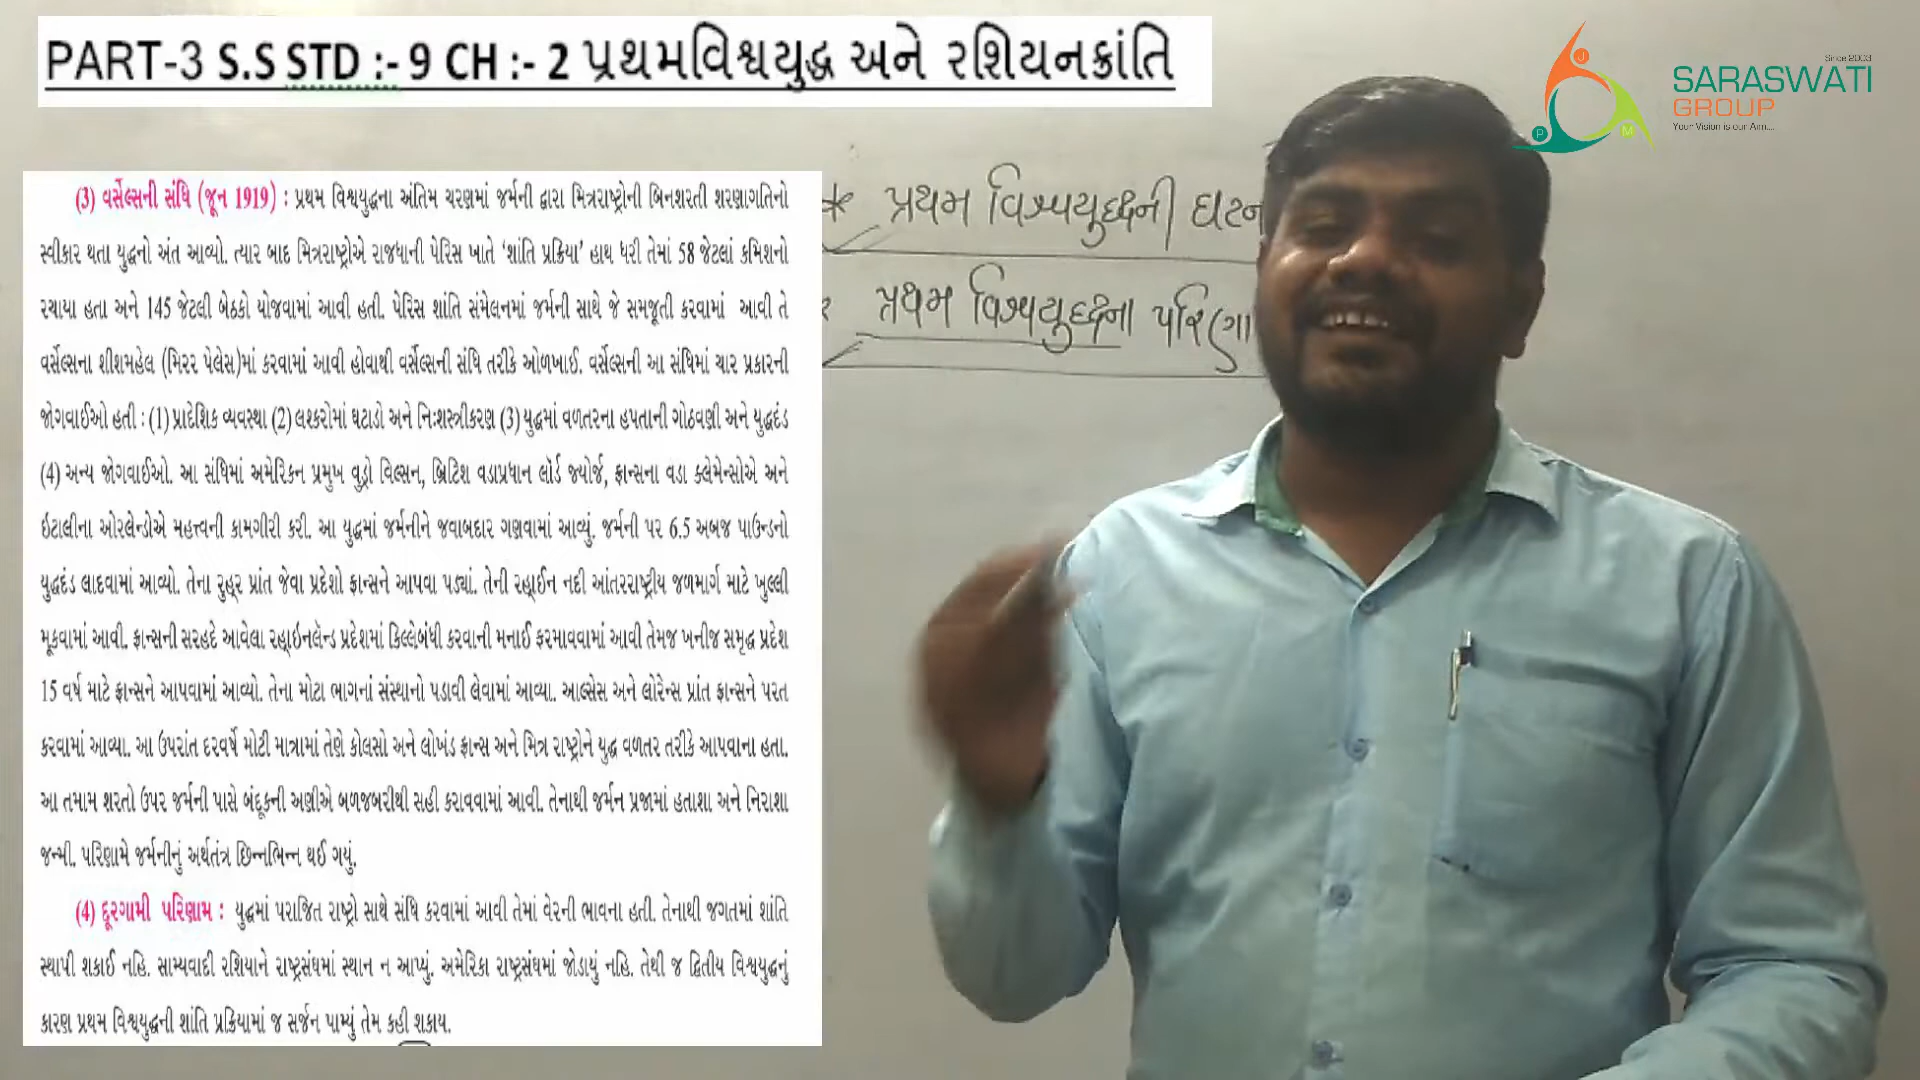 PART-3 S.S STD :- 9 CH :- 2 પ્રથમવિશ્વયુદ્ધ અને રશિયનક્રાંતિ
Since 2003
SARASWATI
GROUP
Your Vision is our Aim....
J
P
M
* પ્રથમ વિશ્વયુદ્ધની ઘટન
પ્રથમ વિશ્વયુદ્ધના પરિણા
(3) વર્સેલ્સની સંધિ (જૂન 1919) : પ્રથમ વિશ્વયુદ્ધના અંતિમ ચરણમાં જર્મની દ્વારા મિત્રરાષ્ટ્રોની બિનશરતી શરણાગતિનો
સ્વીકાર થતા યુદ્ધનો અંત આવ્યો. ત્યાર બાદ મિત્રરાષ્ટ્રોએ રાજધાની પેરિસ ખાતે ‘શાંતિ પ્રક્રિયા’ હાથ ધરી તેમાં 58 જેટલાં કમિશનો
રચાયા હતા અને 145 જેટલી બેઠકો યોજવામાં આવી હતી. પેરિસ શાંતિ સંમેલનમાં જર્મની સાથે જે સમજૂતી કરવામાં આવી તે
વર્સેલ્સના શીશમહેલ (મિરર પેલેસ)માં કરવામાં આવી હોવાથી વર્સેલ્સની સંધિ તરીકે ઓળખાઈ. વર્સેલ્સની આ સંધિમાં ચાર પ્રકારની
જોગવાઈઓ હતી : (1) પ્રાદેશિક વ્યવસ્થા (2) લશ્કરોમાં ઘટાડો અને નિઃશસ્ત્રીકરણ (3) યુદ્ધમાં વળતરના હપતાની ગોઠવણી અને યુદ્ધદંડ
(4) અન્ય જોગવાઈઓ. આ સંધિમાં અમેરિકન પ્રમુખ વુડ્રો વિલ્સન, બ્રિટિશ વડાપ્રધાન લૉર્ડ જ્યોર્જ, ફ્રાન્સના વડા ક્લેમેન્સોએ અને
ઇટાલીના ઓરલેન્ડોએ મહત્ત્વની કામગીરી કરી. આ યુદ્ધમાં જર્મનીને જવાબદાર ગણવામાં આવ્યું. જર્મની પર 6.5 અબજ પાઉન્ડનો
યુદ્ધદંડ લાદવામાં આવ્યો. તેના રુહ્‌ર પ્રાંત જેવા પ્રદેશો ફ્રાન્સને આપવા પડ્યાં. તેની રહાઈન નદી આંતરરાષ્ટ્રીય જળમાર્ગ માટે ખુલ્લી
મૂકવામાં આવી. ફ્રાન્સની સરહદે આવેલા રહાઇનલૅન્ડ પ્રદેશમાં કિલ્લેબંધી કરવાની મનાઈ ફરમાવવામાં આવી તેમજ ખનીજ સમૃદ્ધ પ્રદેશ
15 વર્ષ માટે ફ્રાન્સને આપવામાં આવ્યો. તેના મોટા ભાગનાં સંસ્થાનો પડાવી લેવામાં આવ્યા. આલ્સેસ અને લોરેન્સ પ્રાંત ફ્રાન્સને પરત
કરવામાં આવ્યા. આ ઉપરાંત દરવર્ષે મોટી માત્રામાં તેણે કોલસો અને લોખંડ ફ્રાન્સ અને મિત્ર રાષ્ટ્રોને યુદ્ધ વળતર તરીકે આપવાના હતા.
આ તમામ શરતો ઉપર જર્મની પાસે બંદૂકની અણીએ બળજબરીથી સહી કરાવવામાં આવી. તેનાથી જર્મન પ્રજામાં હતાશા અને નિરાશા
જન્મી. પરિણામે જર્મનીનું અર્થતંત્ર છિન્નભિન્ન થઈ ગયું.
(4) દૂરગામી પરિણામ : યુદ્ધમાં પરાજિત રાષ્ટ્રો સાથે સંધિ કરવામાં આવી તેમાં વેરની ભાવના હતી. તેનાથી જગતમાં શાંતિ
સ્થાપી શકાઈ નહિ. સામ્યવાદી રશિયાને રાષ્ટ્રસંઘમાં સ્થાન ન આપ્યું. અમેરિકા રાષ્ટ્રસંઘમાં જોડાયું નહિ. તેથી જ દ્વિતીય વિશ્વયુદ્ધનું
કારણ પ્રથમ વિશ્વયુદ્ધની શાંતિ પ્રક્રિયામાં જ સર્જન પામ્યું તેમ કહી શકાય.